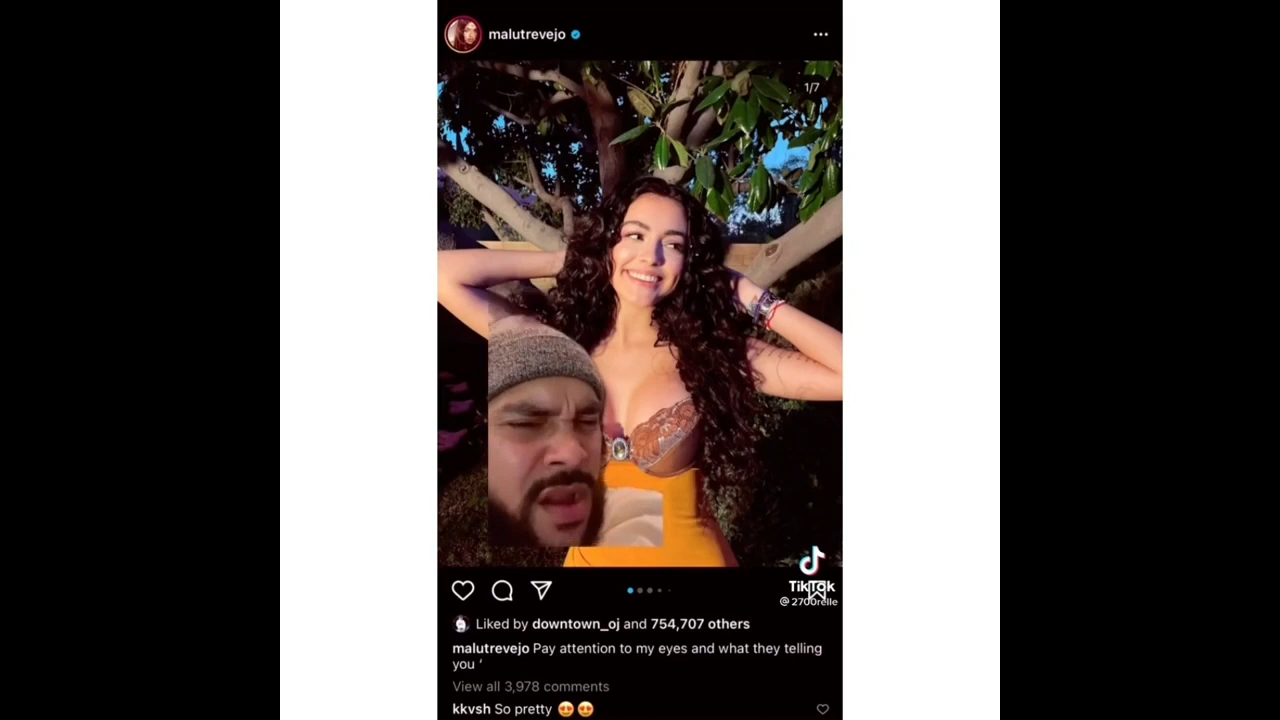 malutrevejo
1/7
TikTok
@ 2700relle
Liked by downtown_oj and 754,707 others
malutrevejo Pay attention to my eyes and what they telling
you ‘
View all 3,978 comments
kkvsh So pretty 😍😍